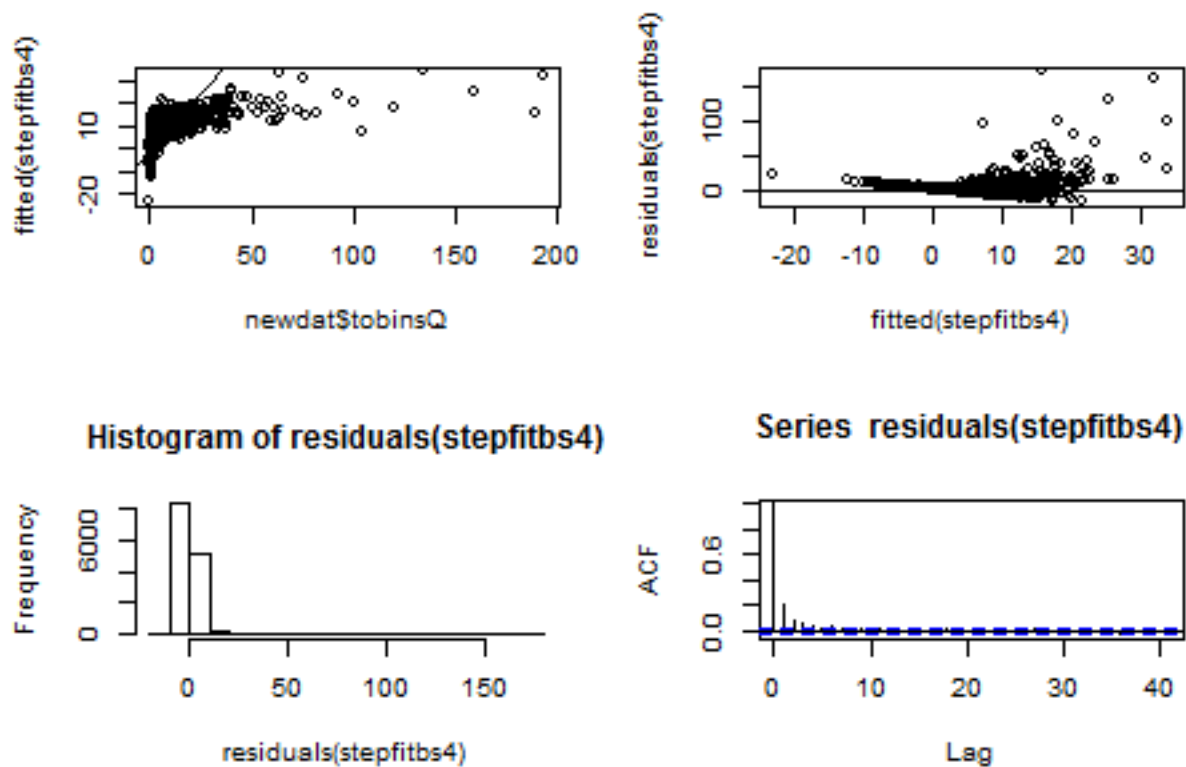 fitted(stepfitbs4)
10
-20
0 50 100 150 200
newdat$tobinsQ
residuals(stepfitbs4)
100
0
-20 -10 0 10 20 30
fitted(stepfitbs4)
Histogram of residuals(stepfitbs4)
Frequency
6000
0
0 50 100 150
residuals(stepfitbs4)
Series residuals(stepfitbs4)
ACF
0.6
0.0
0 10 20 30 40
Lag